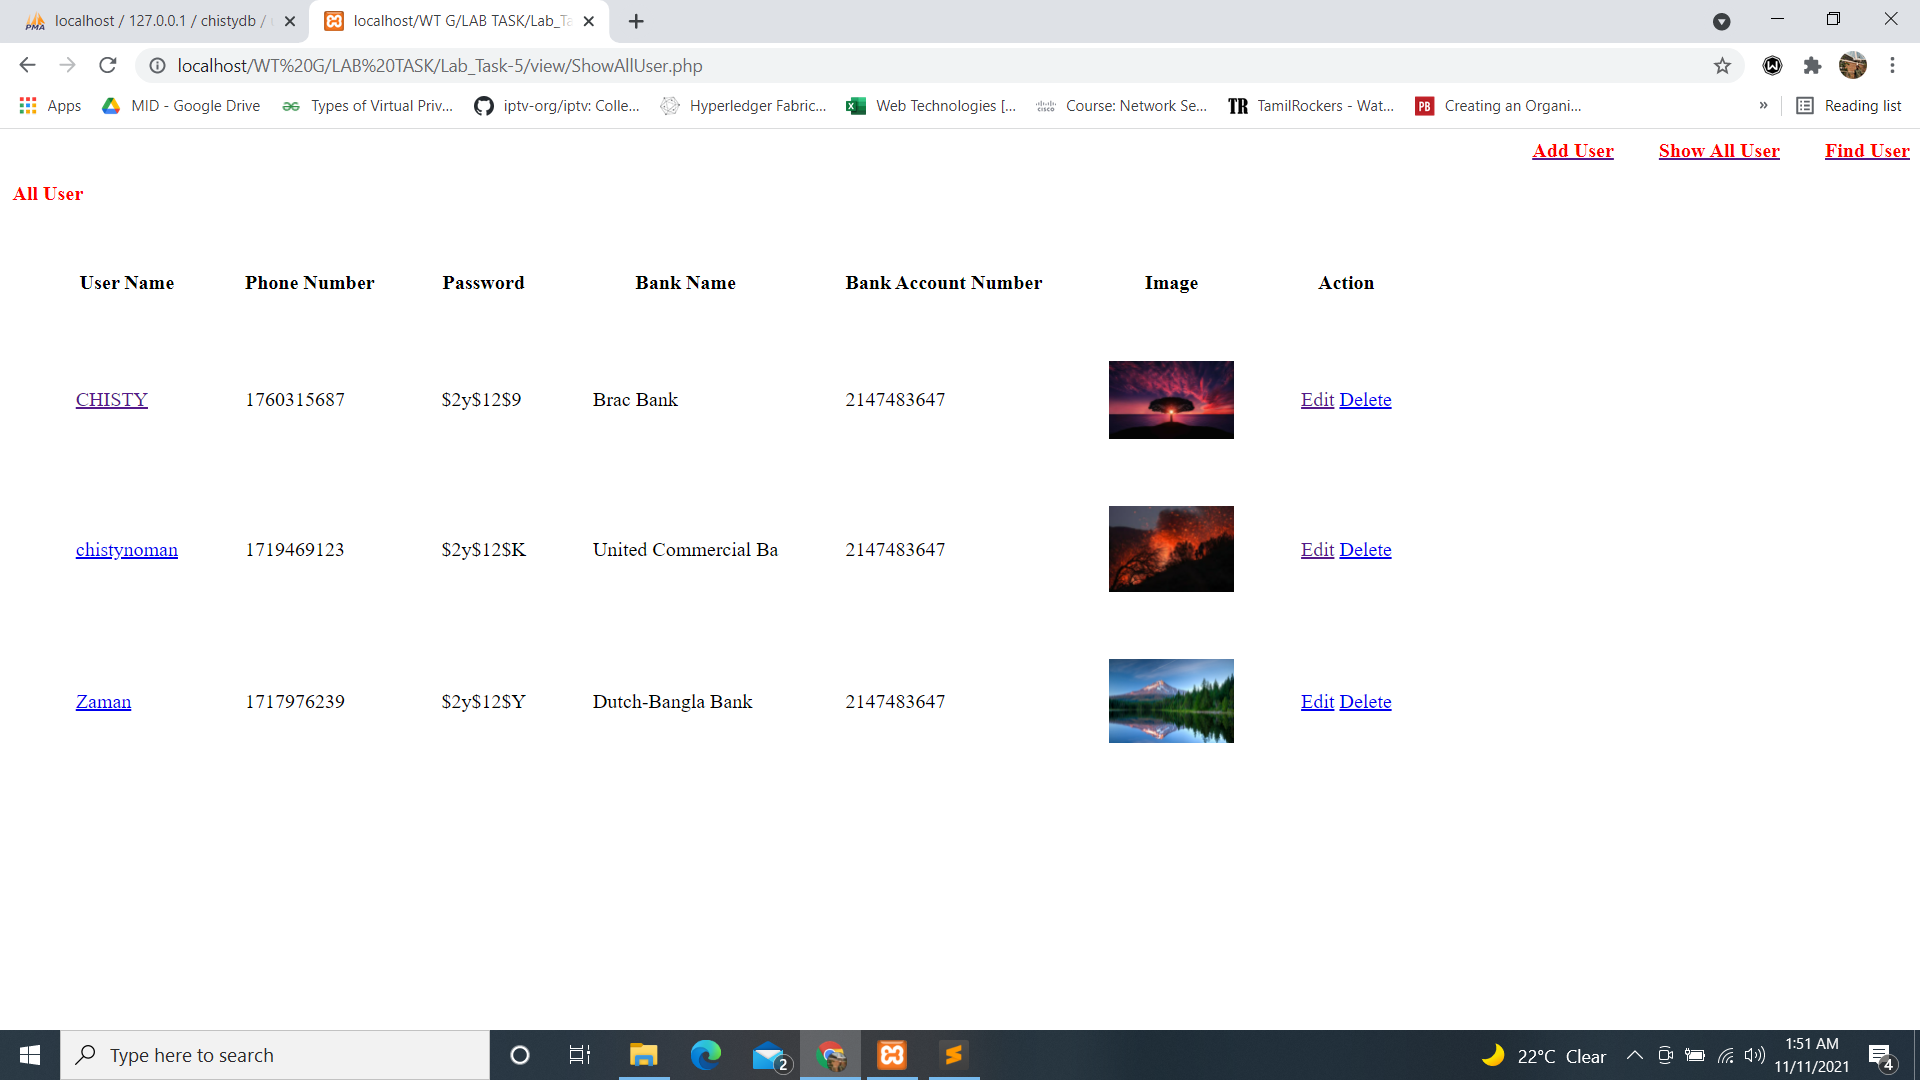 localhost / 127.0.0.1 / chistydb /
localhost/WT G/LAB TASK/Lab_Ta
localhost/WT%20G/LAB%20TASK/Lab_Task-5/view/ShowAllUser.php
Apps MID - Google Drive Types of Virtual Priv... iptv-org/iptv: Colle... Hyperledger Fabric... Web Technologies [... Course: Network Se... TR TamilRockers - Wat... PB Creating an Organi... » Reading list
Add User Show All User Find User
All User
User Name Phone Number Password Bank Name Bank Account Number Image Action
CHISTY 1760315687 $2y$12$9 Brac Bank 2147483647 Edit Delete
chistynoman 1719469123 $2y$12$K United Commercial Ba 2147483647 Edit Delete
Zaman 1717976239 $2y$12$Y Dutch-Bangla Bank 2147483647 Edit Delete
Type here to search 2 22°C Clear 1:51 AM
11/11/2021 4